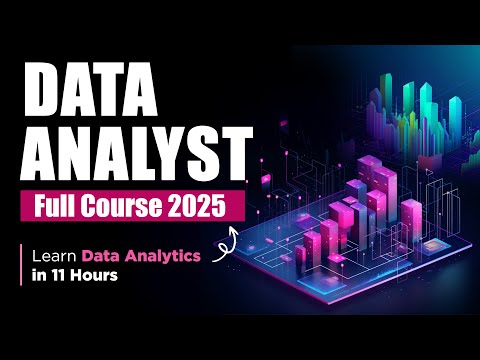 DATA
ANALYST
Full Course 2025
Learn Data Analytics
in 11 Hours